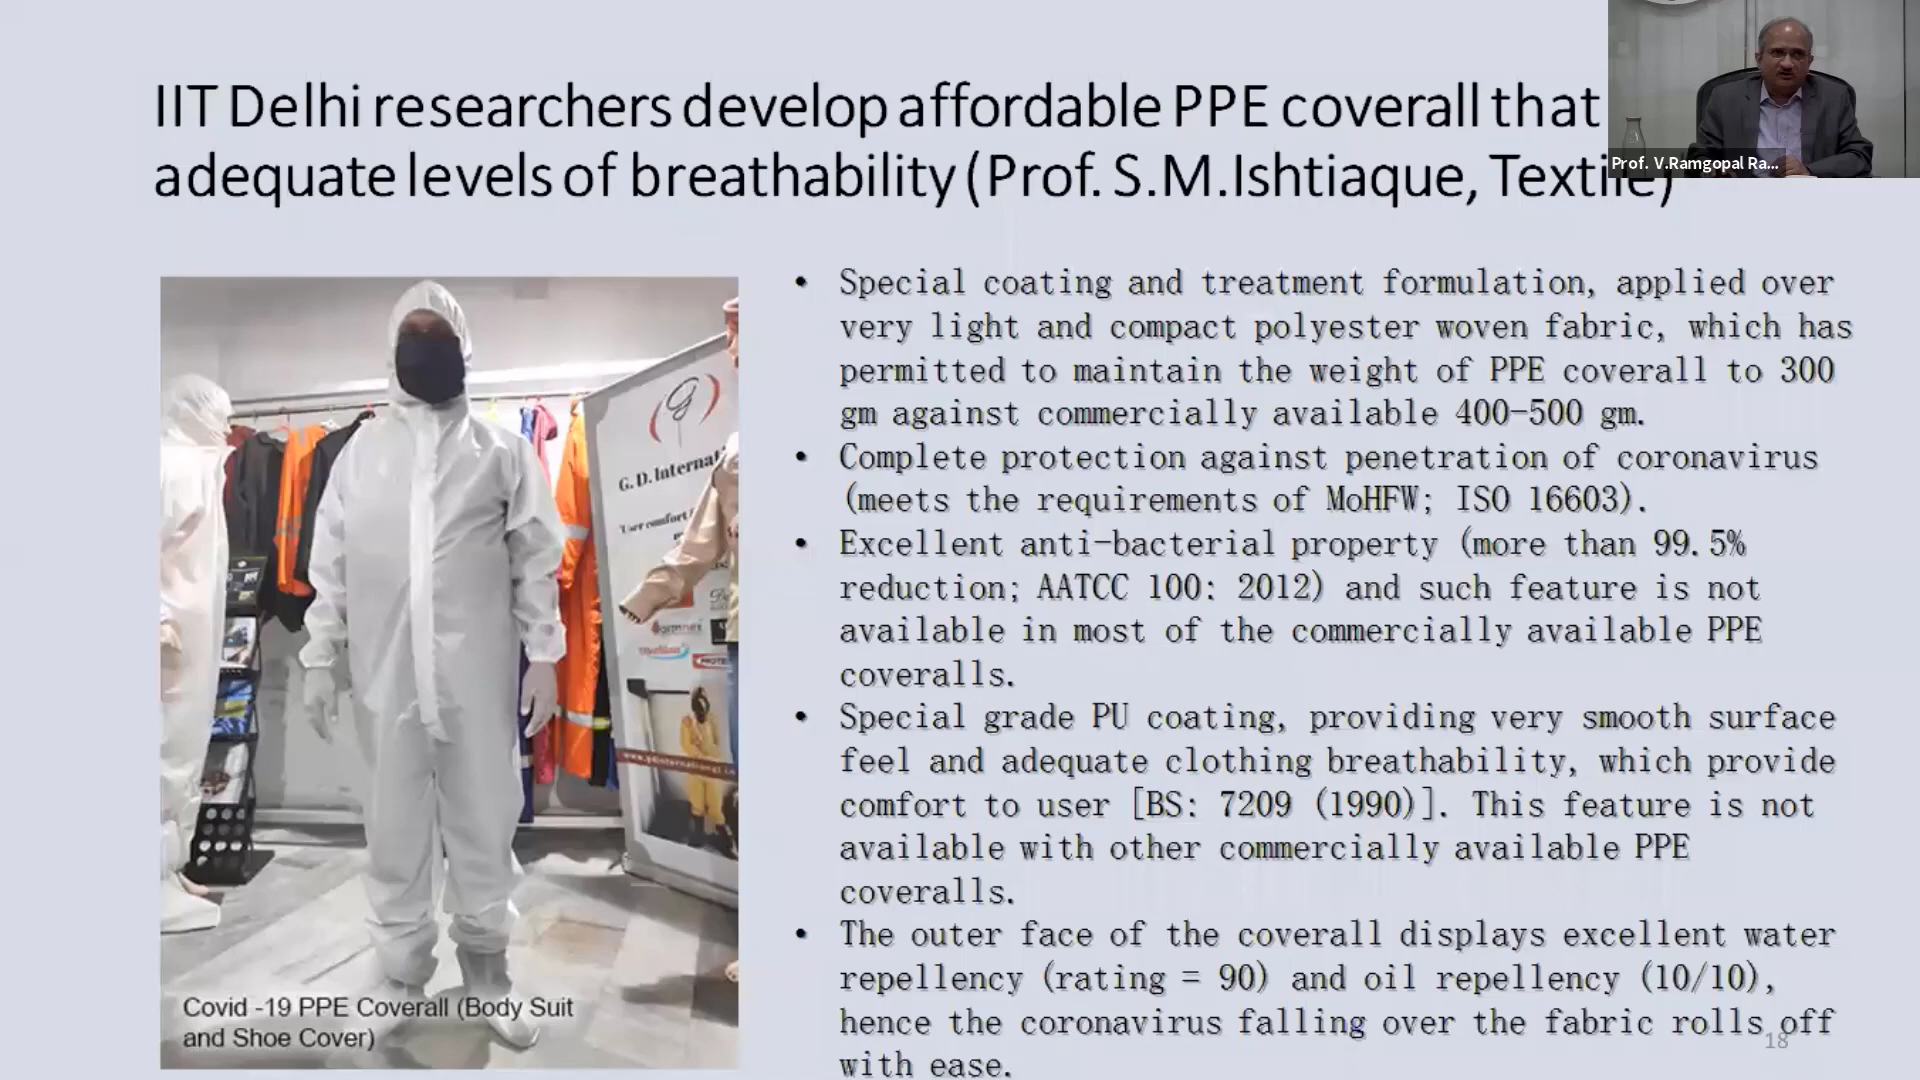 IIT Delhi researchers develop affordable PPE coverall that
adequate levels of breathability (Prof. S.M.Ishtiaque, Textile)
Prof. V.Ramgopal Ra...
• Special coating and treatment formulation, applied over
very light and compact polyester woven fabric, which has
permitted to maintain the weight of PPE coverall to 300
gm against commercially available 400-500 gm.
• Complete protection against penetration of coronavirus
(meets the requirements of MoHFW; ISO 16603).
• Excellent anti-bacterial property (more than 99.5%
reduction; AATCC 100: 2012) and such feature is not
available in most of the commercially available PPE
coveralls.
• Special grade PU coating, providing very smooth surface
feel and adequate clothing breathability, which provide
comfort to user [BS: 7209 (1990)]. This feature is not
available with other commercially available PPE
coveralls.
• The outer face of the coverall displays excellent water
repellency (rating = 90) and oil repellency (10/10),
hence the coronavirus falling over the fabric rolls off
with ease.
G. D. Internat
"User comfort
www.gdinternational.in
Covid -19 PPE Coverall (Body Suit
and Shoe Cover)
18